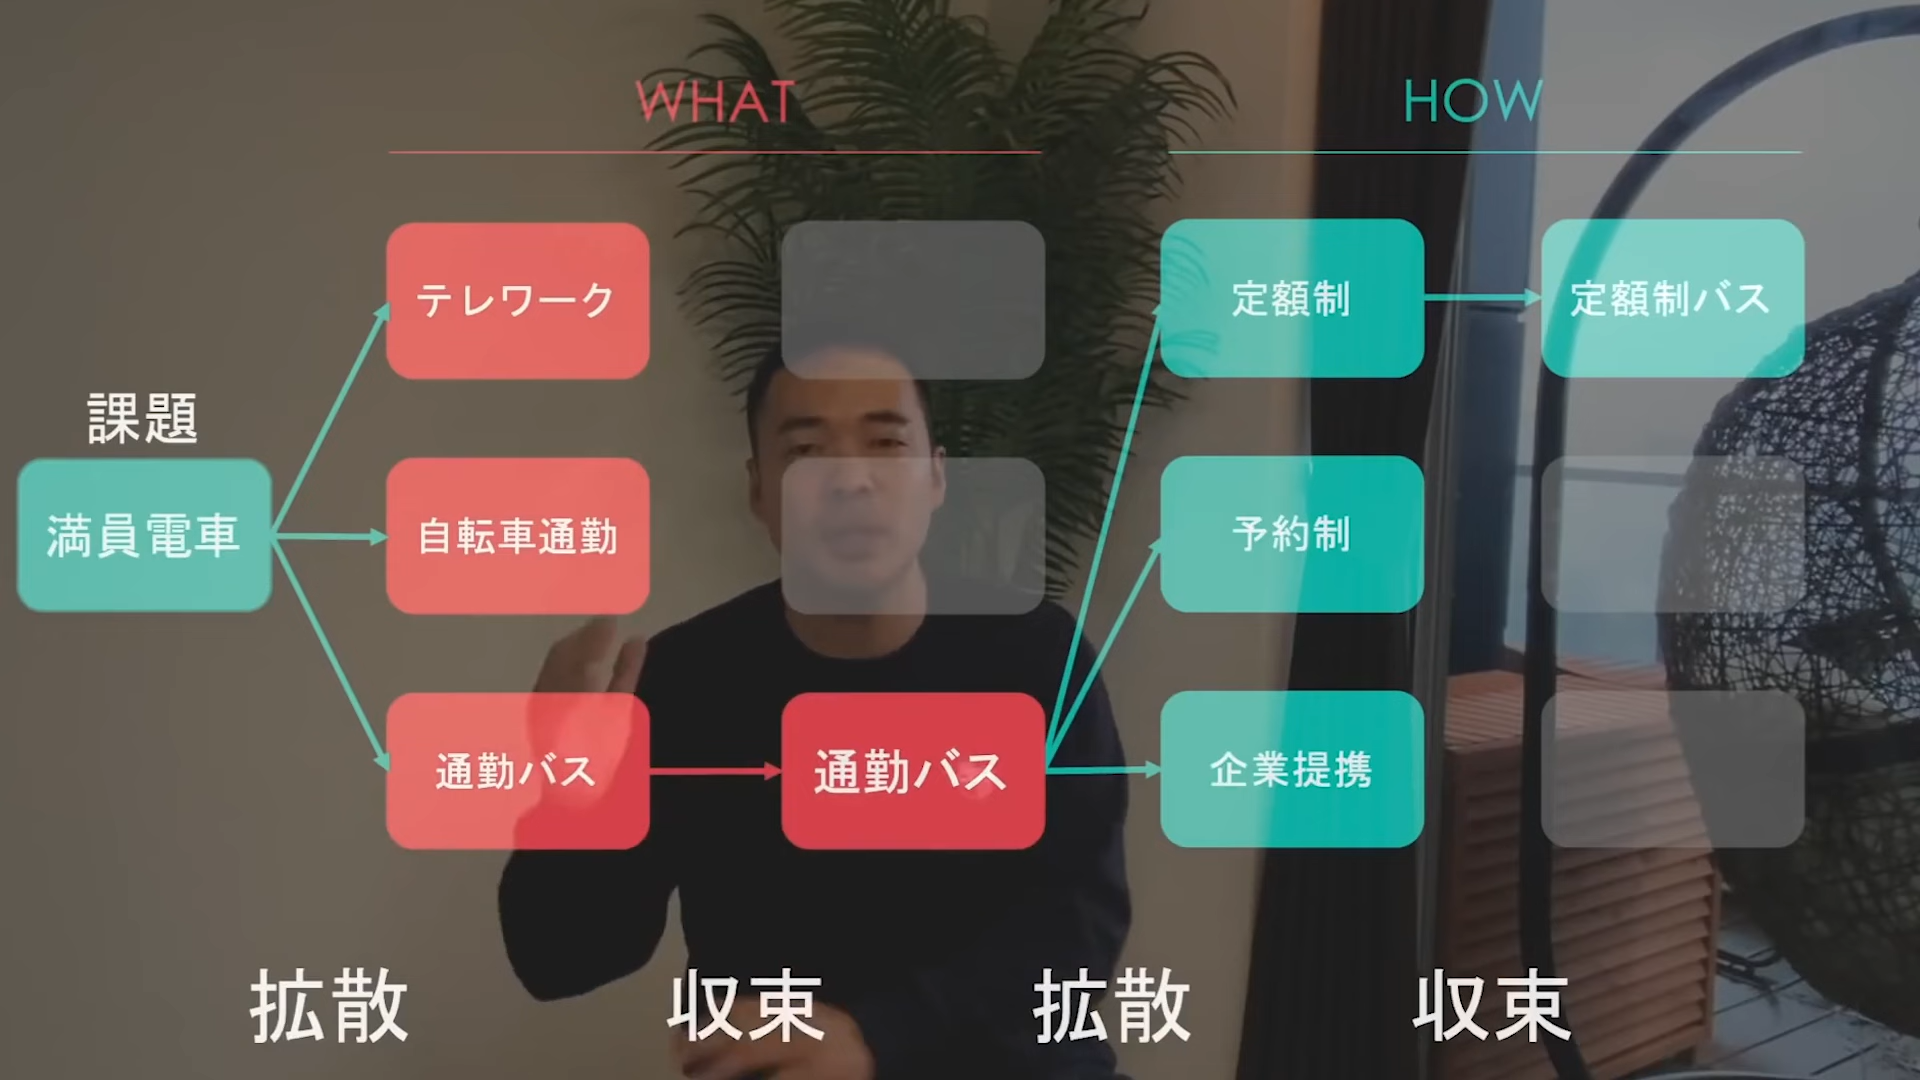 WHAT
HOW
課題
満員電車
テレワーク
自転車通勤
通勤バス
通勤バス
定額制
予約制
企業提携
定額制バス
拡散
収束
拡散
収束